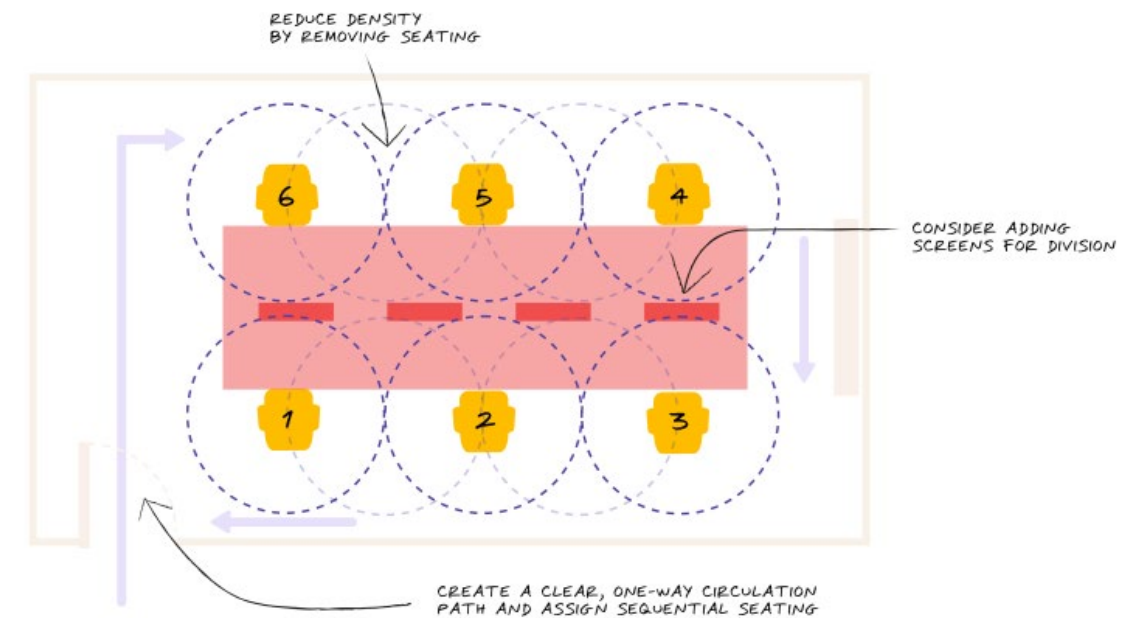 REDUCE DENSITY
BY REMOVING SEATING
6
5
4
CONSIDER ADDING
SCREENS FOR DIVISION
1
2
3
CREATE A CLEAR, ONE-WAY CIRCULATION
PATH AND ASSIGN SEQUENTIAL SEATING